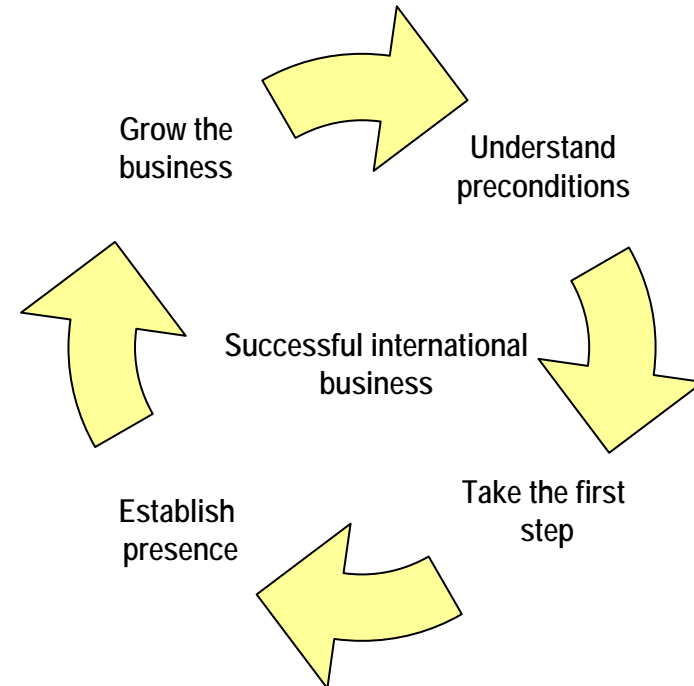 Grow the
business
Understand
preconditions
Successful international
business
Take the first
step
Establish
presence